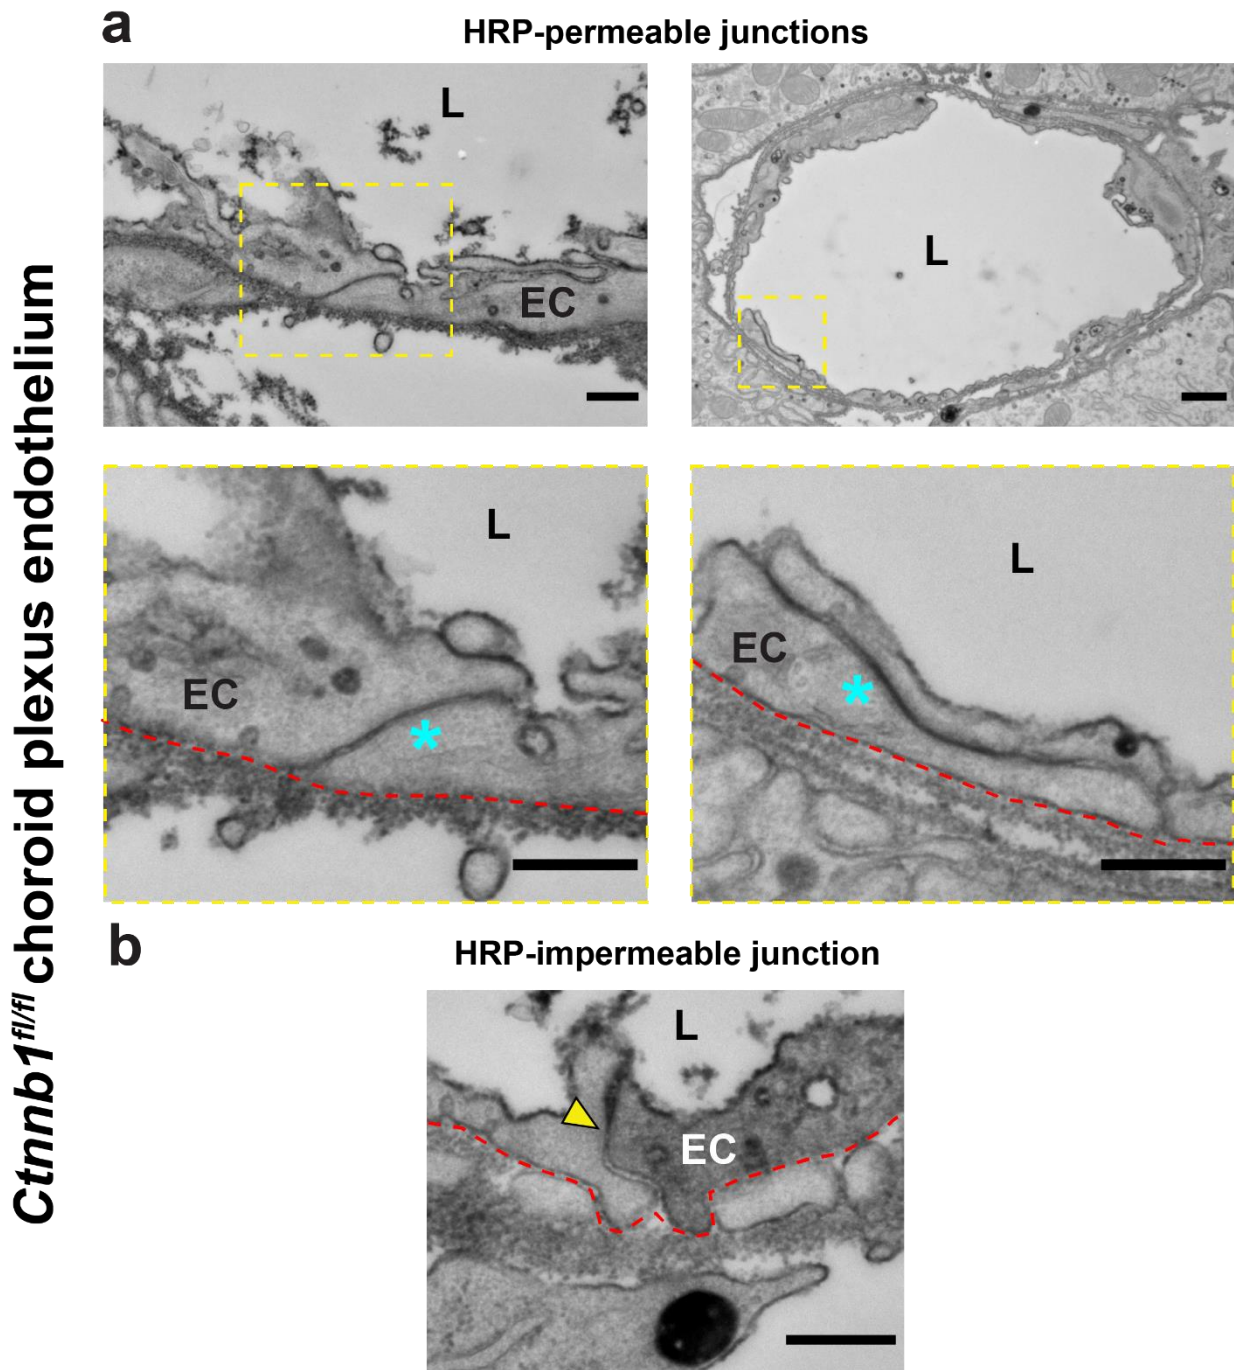 a
HRP-permeable junctions
L
L
EC
L
L
EC
EC
*
*
b
HRP-impermeable junction
L
EC
Ctnnb1fl/fl choroid plexus endothelium